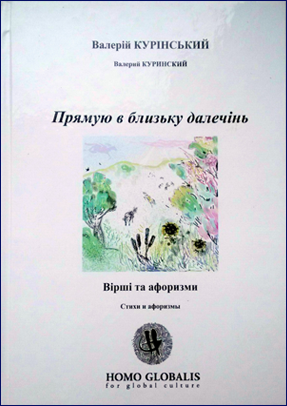 Валерій КУРІНСЬКИЙ
Валерий КУРИНСКИЙ
Прямую в близьку далечінь
Вірші та афоризми
Стихи и афоризмы
HOMO GLOBALIS
for global culture